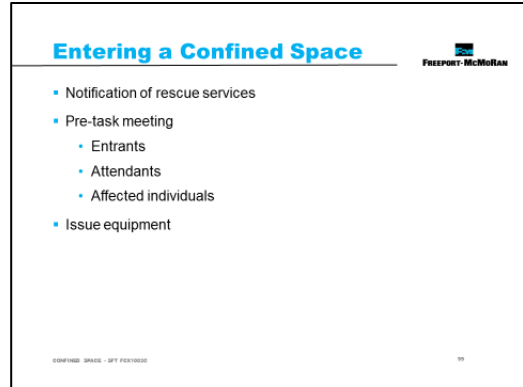 Entering a Confined Space
FCX
FREEPORT-McMoRAN
Notification of rescue services
Pre-task meeting
Entrants
Attendants
Affected individuals
Issue equipment
CONFINED SPACE - SFT FCX1003C